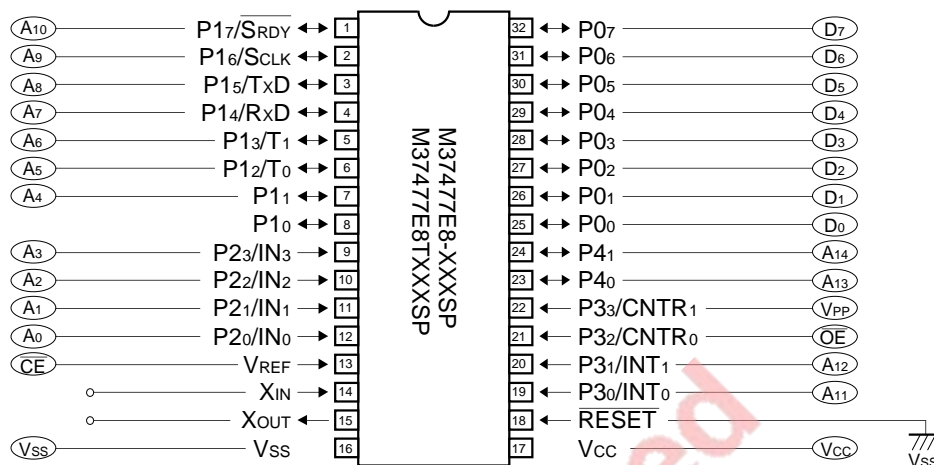 A10 P17/SRDY 1 32 P07 D7
A9 P16/SCLK 2 31 P06 D6
A8 P15/TXD 3 30 P05 D5
A7 P14/RXD 4 29 P04 D4
A6 P13/T1 5 28 P03 D3
A5 P12/T0 6 27 P02 D2
A4 P11 7 26 P01 D1
P10 8 25 P00 D0
A3 P23/IN3 9 24 P41 A14
A2 P22/IN2 10 23 P40 A13
A1 P21/IN1 11 22 P33/CNTR1 VPP
A0 P20/IN0 12 21 P32/CNTR0 OE
CE VREF 13 20 P31/INT1 A12
XIN 14 19 P30/INT0 A11
XOUT 15 18 RESET
VSS VSS 16 17 VCC VCC
VSS
M37477E8-XXXSP
M37477E8TXXXSP